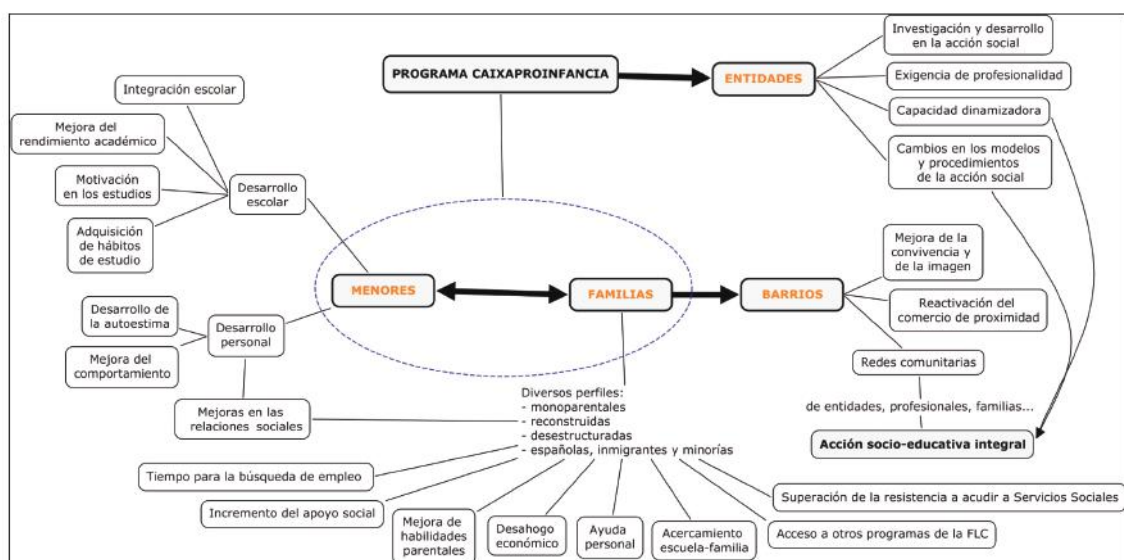 PROGRAMA CAIXAPROINFANCIA
ENTIDADES
Investigación y desarrollo
en la acción social
Exigencia de profesionalidad
Capacidad dinamizadora
Cambios en los modelos
y procedimientos
de la acción social
Integración escolar
Mejora del
rendimiento académico
Motivación
en los estudios
Adquisición
de hábitos
de estudio
Desarrollo
escolar
MENORES
FAMILIAS
BARRIOS
Mejora de la
convivencia y
de la imagen
Reactivación del
comercio de proximidad
Redes comunitarias
de entidades, profesionales, familias...
Acción socio-educativa integral
Desarrollo de
la autoestima
Mejora del
comportamiento
Desarrollo
personal
Mejoras en las
relaciones sociales
Diversos perfiles:
- monoparentales
- reconstruidas
- desestructuradas
- españolas, inmigrantes y minorías
Tiempo para la búsqueda de empleo
Incremento del apoyo social
Mejora de
habilidades
parentales
Desahogo
económico
Ayuda
personal
Acercamiento
escuela-familia
Acceso a otros programas de la FLC
Superación de la resistencia a acudir a Servicios Sociales